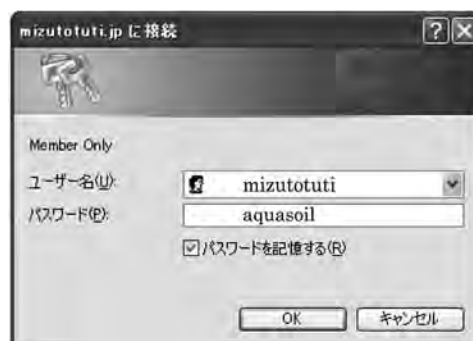 mizutotuti.jp に接続
Member Only
ユーザー名(U): mizutotuti
パスワード(P): aquasoil
パスワードを記憶する(R)
OK キャンセル